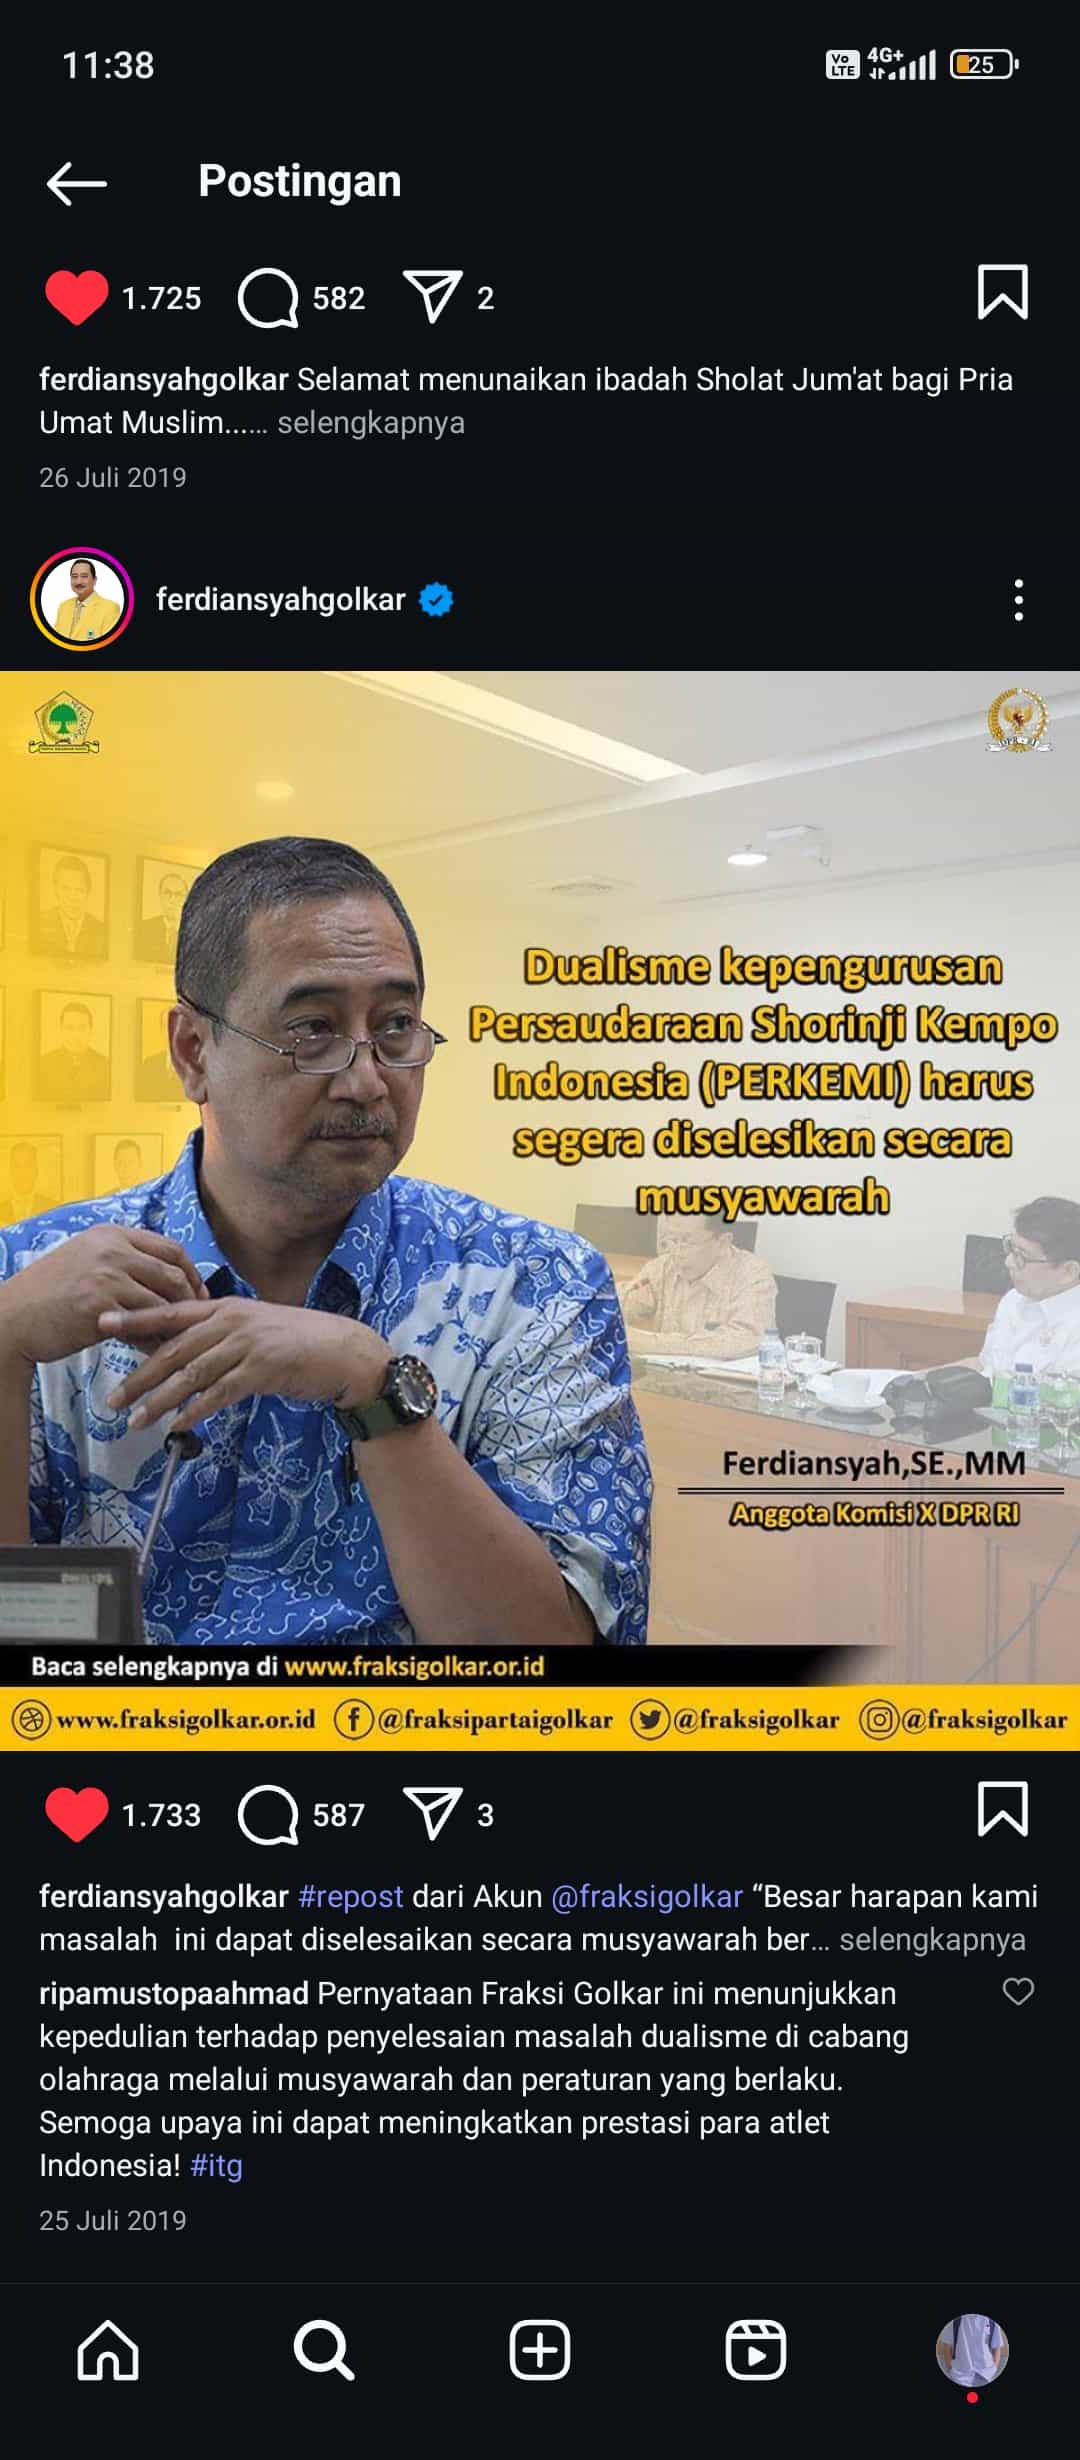 11:38
Vo LTE 4G+ 25
Postingan
1.725 582 2
ferdiansyahgolkar Selamat menunaikan ibadah Sholat Jum'at bagi Pria
Umat Muslim...... selengkapnya
26 Juli 2019
ferdiansyahgolkar
Dualisme kepengurusan
Persaudaraan Shorinji Kempo
Indonesia (PERKEMI) harus
segera diselesikan secara
musyawarah
Ferdiansyah,SE.,MM
Anggota Komisi X DPR RI
PHILIPS
Baca selengkapnya di www.fraksigolkar.or.id
www.fraksigolkar.or.id @fraksipartaigolkar @fraksigolkar @fraksigolkar
1.733 587 3
ferdiansyahgolkar #repost dari Akun @fraksigolkar “Besar harapan kami
masalah  ini dapat diselesaikan secara musyawarah ber... selengkapnya
ripamustopaahmad Pernyataan Fraksi Golkar ini menunjukkan
kepedulian terhadap penyelesaian masalah dualisme di cabang
olahraga melalui musyawarah dan peraturan yang berlaku.
Semoga upaya ini dapat meningkatkan prestasi para atlet
Indonesia! #itg
25 Juli 2019